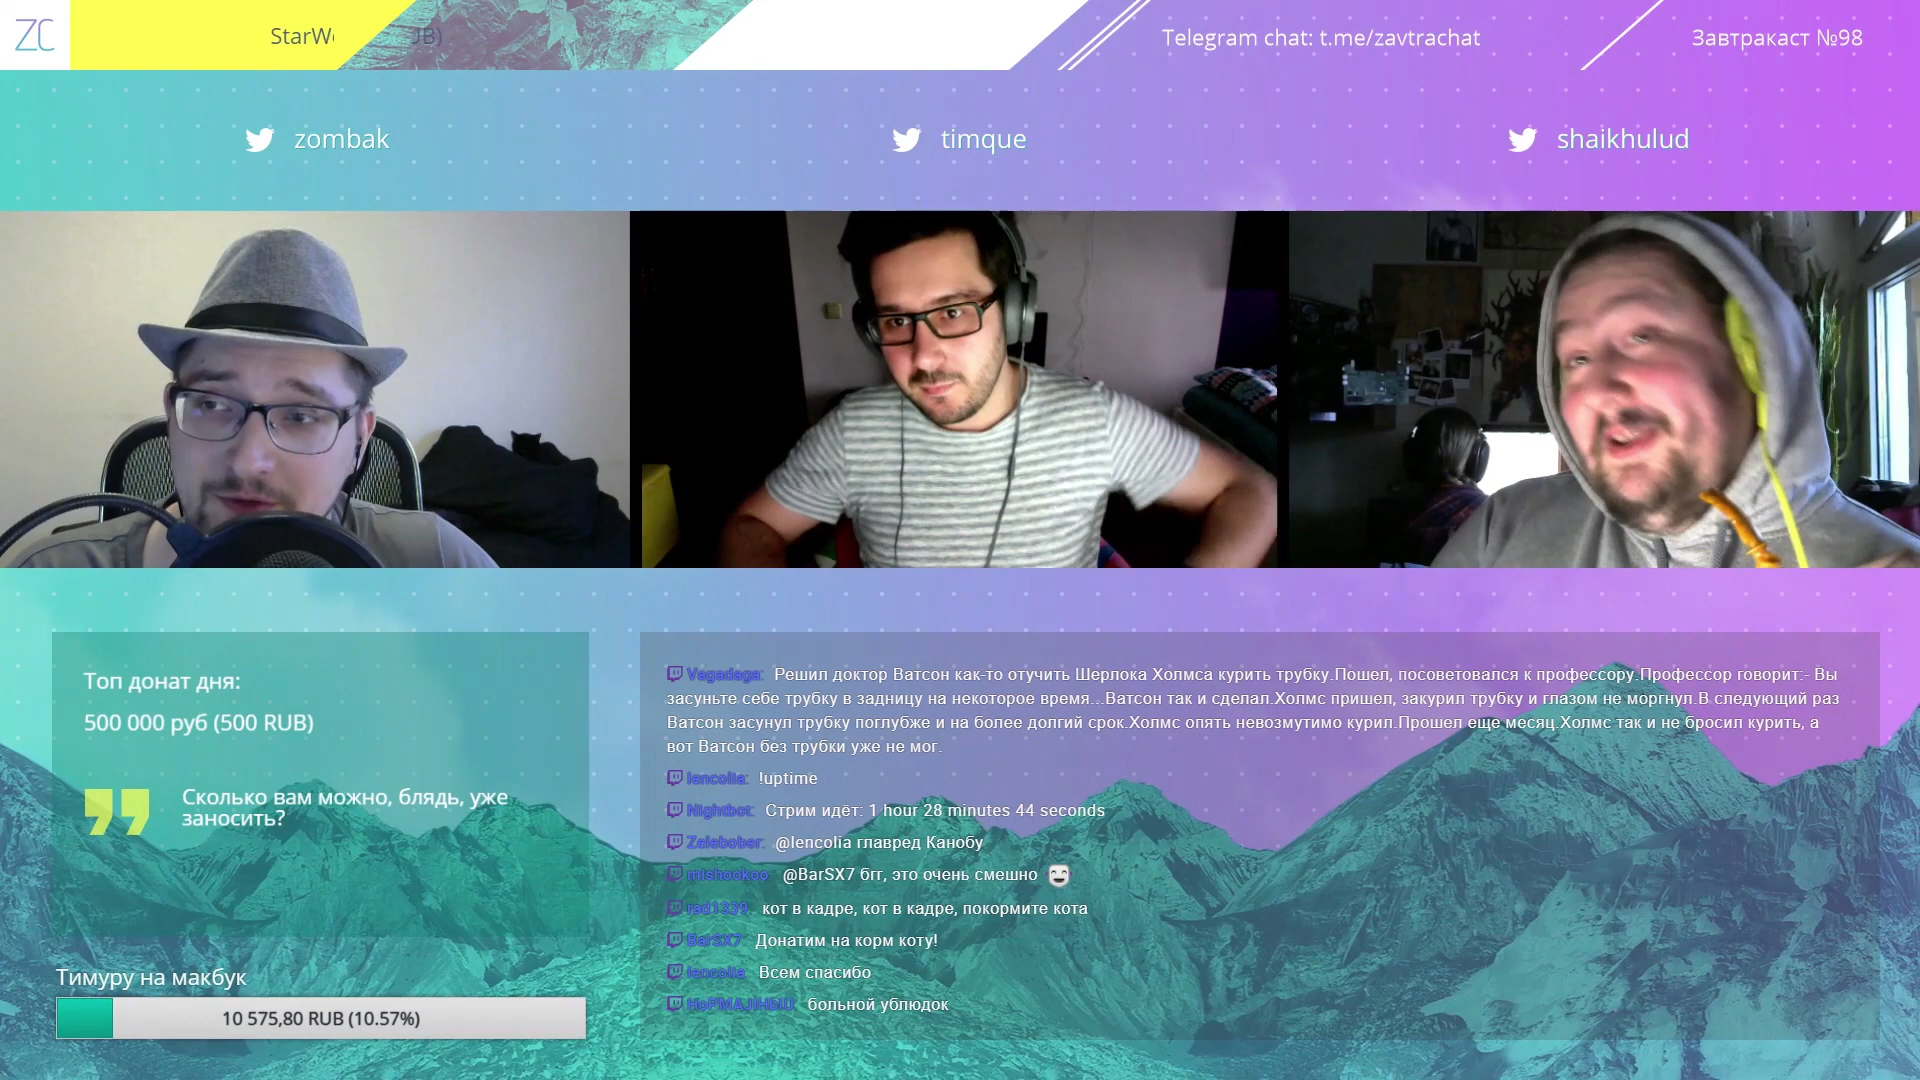 ZC
StarW
UB)
Telegram chat: t.me/zavtrachat
Завтракаст №98
zombak
timque
shaikhulud
Топ донат дня:
500 000 руб (500 RUB)
Сколько вам можно, блядь, уже
заносить?
Тимуру на макбук
10 575,80 RUB (10.57%)
Vagadaga: Решил доктор Ватсон как-то отучить Шерлока Холмса курить трубку.Пошел, посоветовался к профессору.Профессор говорит:- Вы
засуньте себе трубку в задницу на некоторое время...Ватсон так и сделал.Холмс пришел, закурил трубку и глазом не моргнул.В следующий раз
Ватсон засунул трубку поглубже и на более долгий срок.Холмс опять невозмутимо курил.Прошел еще месяц.Холмс так и не бросил курить, а
вот Ватсон без трубки уже не мог.
lencolia: !uptime
Nightbot: Стрим идёт: 1 hour 28 minutes 44 seconds
Zelebober: @lencolia главред Канобу
mishookoo: @BarSX7 бгг, это очень смешно
rad1339: кот в кадре, кот в кадре, покормите кота
BarSX7: Донатим на корм коту!
lencolia: Всем спасибо
больной ублюдок